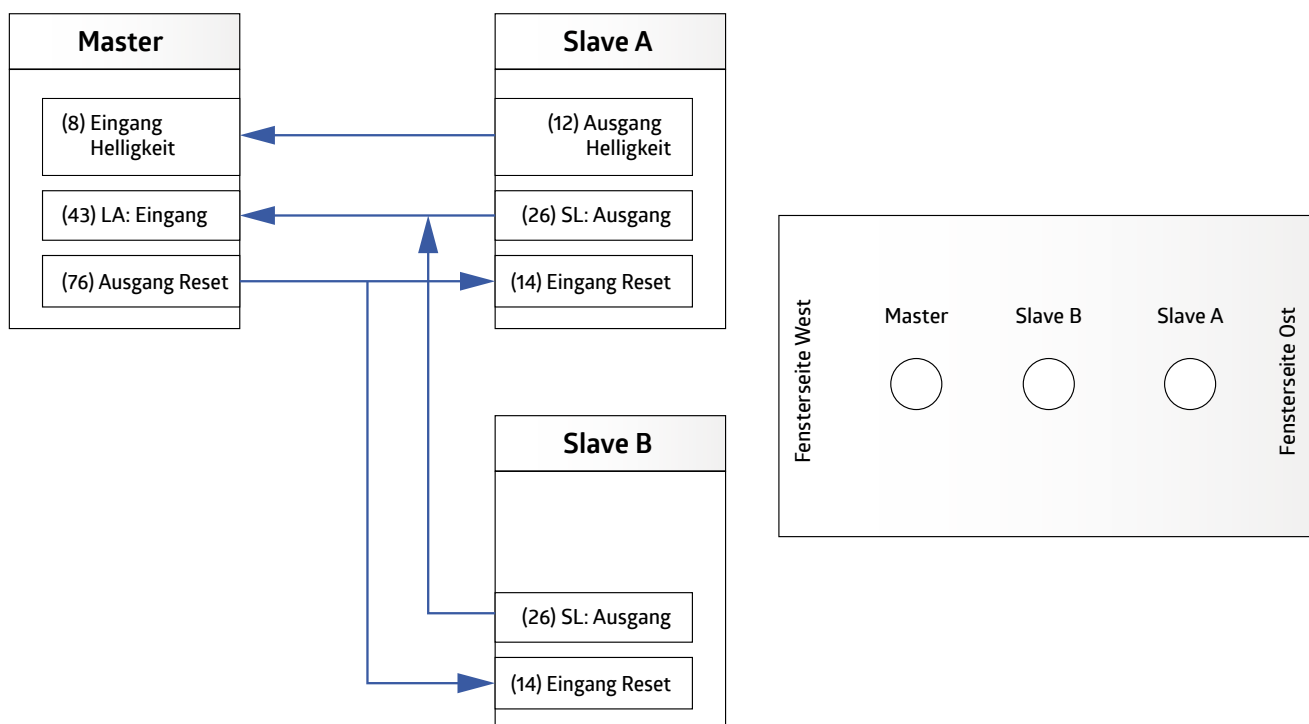 Master
(8) Eingang
Helligkeit
(43) LA: Eingang
(76) Ausgang Reset
Slave A
(12) Ausgang
Helligkeit
(26) SL: Ausgang
(14) Eingang Reset
Slave B
(26) SL: Ausgang
(14) Eingang Reset
Fensterseite West
Master
Slave B
Slave A
Fensterseite Ost